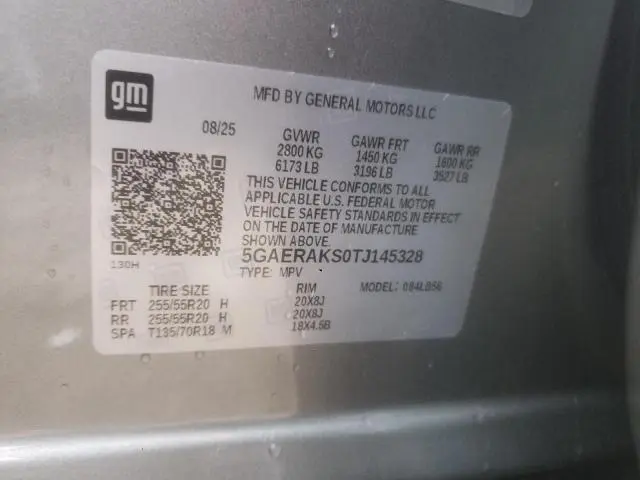 gm
MFD BY GENERAL MOTORS LLC
08/25 GVWR GAWR FRT GAWR RR
2800 KG 1450 KG 1600 KG
6173 LB 3196 LB 3527 LB
THIS VEHICLE CONFORMS TO ALL
APPLICABLE U.S. FEDERAL MOTOR
VEHICLE SAFETY STANDARDS IN EFFECT
ON THE DATE OF MANUFACTURE
SHOWN ABOVE.
5GAERAKS0TJ145328
130H
TYPE: MPV
TIRE SIZE RIM MODEL: 084LB56
FRT 255/55R20 H 20X8J
RR 255/55R20 H 20X8J
SPA T135/70R18 M 18X4.5B